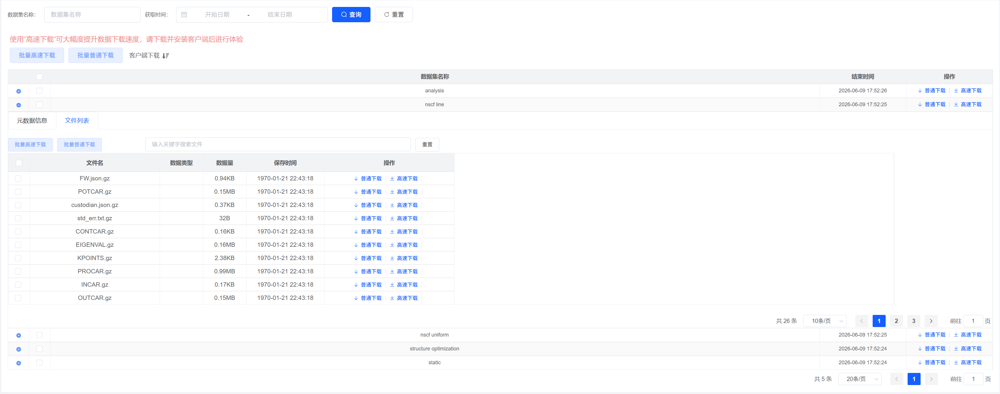 数据集名称： 数据集名称 获取时间： 开始日期 - 结束日期 查询 重置
使用“高速下载”可大幅度提升数据下载速度，请下载并安装客户端后进行体验
批量高速下载 批量普通下载 客户端下载
数据集名称 结束时间 操作
analysis 2026-06-09 17:52:26 普通下载 高速下载
nscf line 2026-06-09 17:52:25 普通下载 高速下载
元数据信息 文件列表
批量高速下载 批量普通下载 输入关键字搜索文件 重置
文件名 数据类型 数据量 保存时间 操作
FW.json.gz 0.94KB 1970-01-21 22:43:18 普通下载 高速下载
POTCAR.gz 0.15MB 1970-01-21 22:43:18 普通下载 高速下载
custodian.json.gz 0.37KB 1970-01-21 22:43:18 普通下载 高速下载
std_err.txt.gz 32B 1970-01-21 22:43:18 普通下载 高速下载
CONTCAR.gz 0.16KB 1970-01-21 22:43:18 普通下载 高速下载
EIGENVAL.gz 0.16MB 1970-01-21 22:43:18 普通下载 高速下载
KPOINTS.gz 2.38KB 1970-01-21 22:43:18 普通下载 高速下载
PROCAR.gz 0.99MB 1970-01-21 22:43:18 普通下载 高速下载
INCAR.gz 0.17KB 1970-01-21 22:43:18 普通下载 高速下载
OUTCAR.gz 0.15MB 1970-01-21 22:43:18 普通下载 高速下载
共 26 条 10条/页 1 2 3 前往 1 页
nscf uniform 2026-06-09 17:52:25 普通下载 高速下载
structure optimization 2026-06-09 17:52:24 普通下载 高速下载
static 2026-06-09 17:52:24 普通下载 高速下载
共 5 条 20条/页 1 前往 1 页